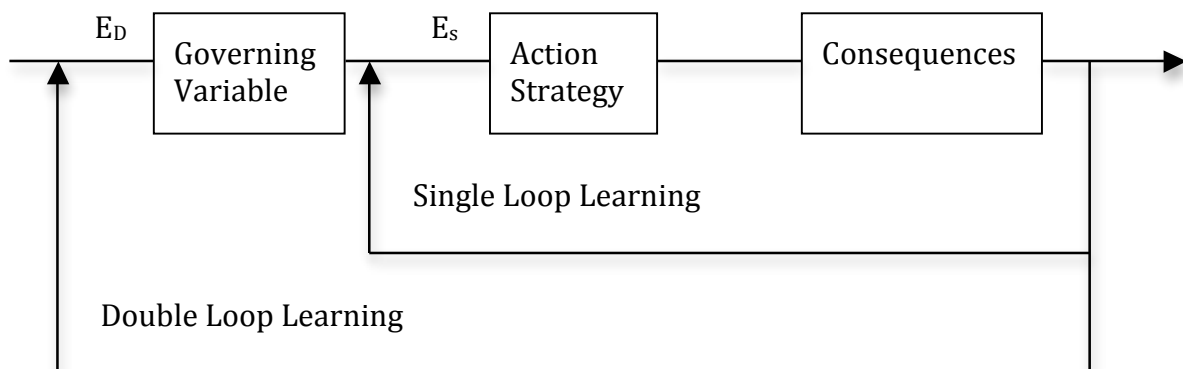 E_D
Governing
Variable
E_s
Action
Strategy
Consequences
Single Loop Learning
Double Loop Learning